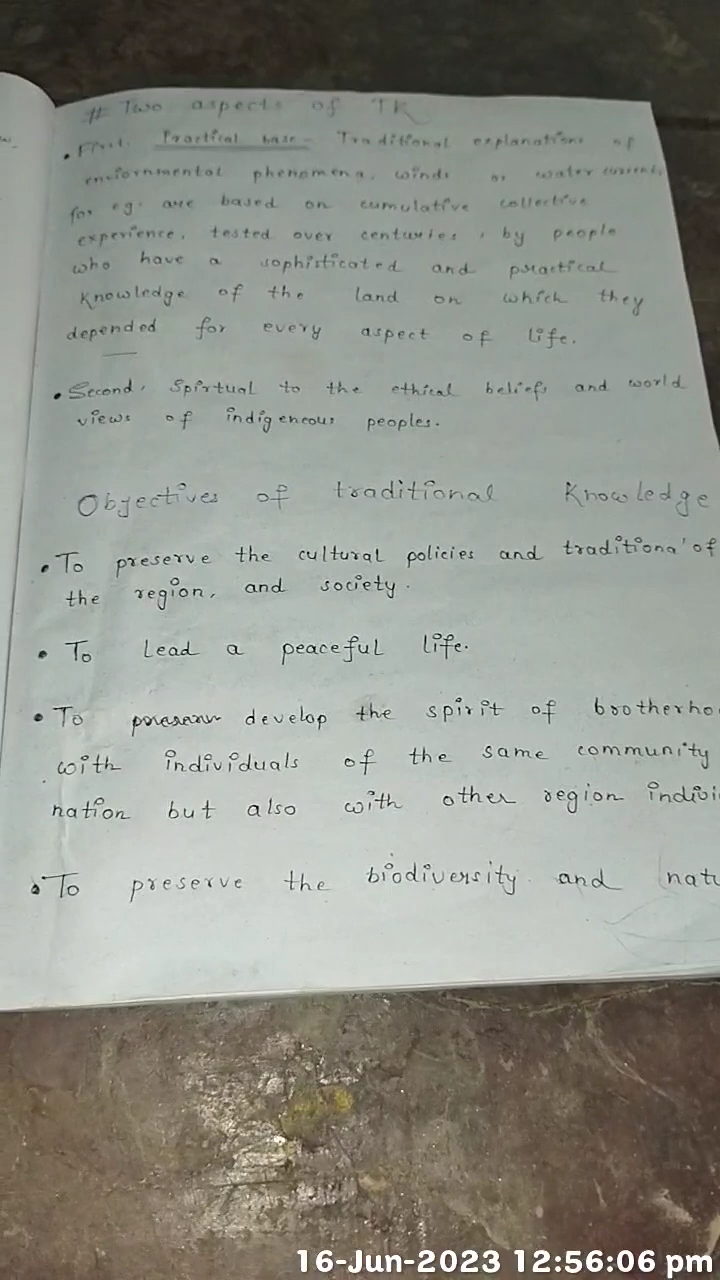 # Two aspects of TK
• First. Practical base - Traditional explanations of
enviornmental phenomena, winds or water current,
for eg. are based on cumulative collective
experience, tested over centuries, by people
who have a sophisticated and practical
Knowledge of the land on which they
depended for every aspect of life.
• Second, Spirtual to the ethical beliefs and world
views of indigeneous peoples.
Objectives of traditional Knowledge
• To preserve the cultural policies and traditiona' of
the region, and society.
• To Lead a peaceful life.
• To develop the spirit of brotherho
with individuals of the same community
nation but also with other region indivi
• To preserve the biodiversity and natu
16-Jun-2023 12:56:06 pm